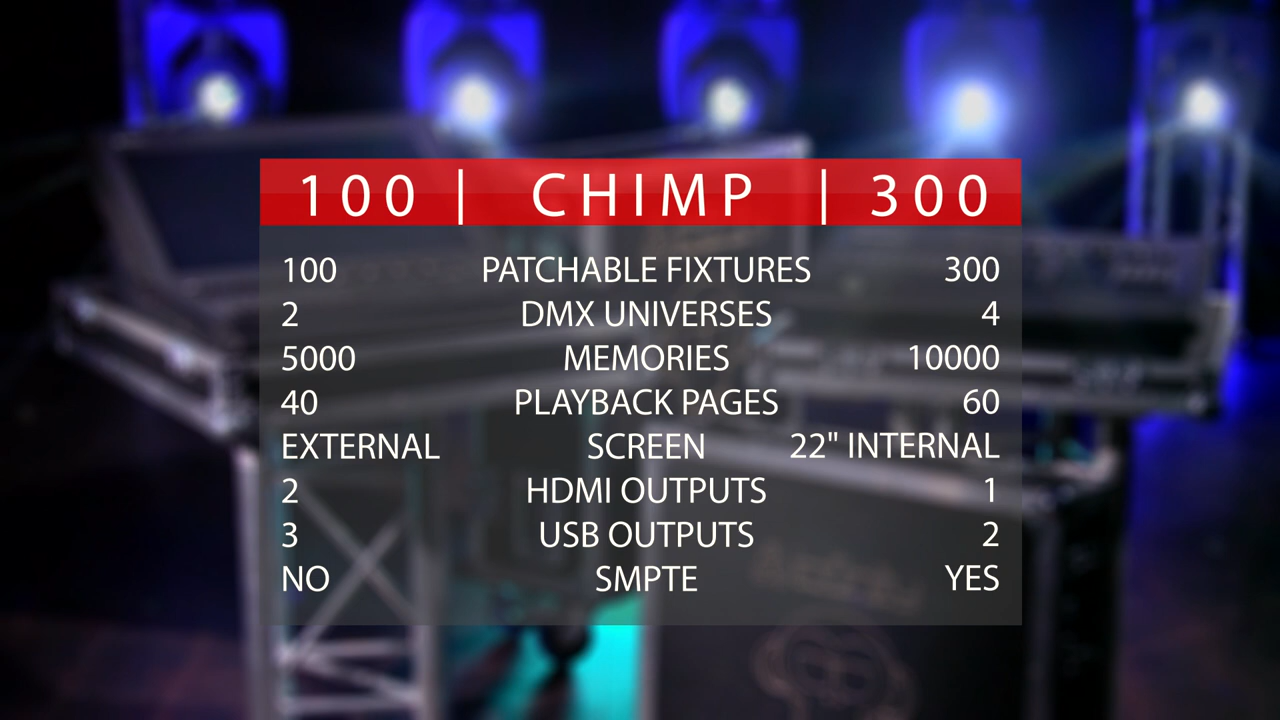 100 | CHIMP | 300
100 PATCHABLE FIXTURES 300
2 DMX UNIVERSES 4
5000 MEMORIES 10000
40 PLAYBACK PAGES 60
EXTERNAL SCREEN 22" INTERNAL
2 HDMI OUTPUTS 1
3 USB OUTPUTS 2
NO SMPTE YES